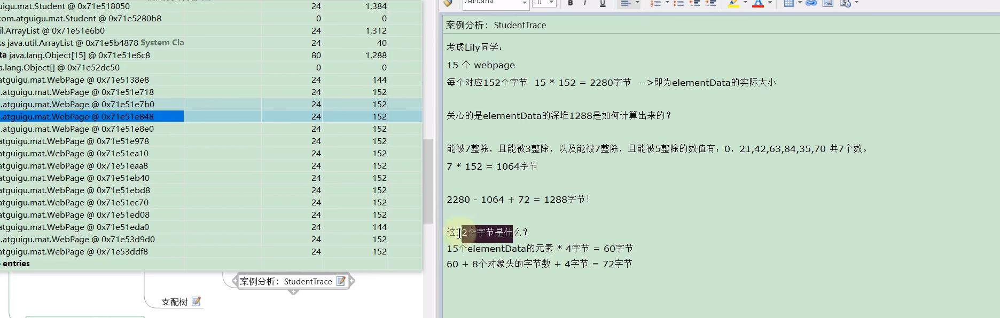 uigu.mat.Student @ 0x71e518050 24 1,384
com.atguigu.mat.Student @ 0x71e5280b8 0 0
il.ArrayList @ 0x71e51e6b0 24 1,312
ss java.util.ArrayList @ 0x71e5b4878 System Cla 24 40
ta java.lang.Object[15] @ 0x71e51e6c8 80 1,288
a.lang.Object[] @ 0x71e52dc50 0 0
atguigu.mat.WebPage @ 0x71e5138e8 24 144
.atguigu.mat.WebPage @ 0x71e51e718 24 152
.atguigu.mat.WebPage @ 0x71e51e7b0 24 152
.atguigu.mat.WebPage @ 0x71e51e848 24 152
.atguigu.mat.WebPage @ 0x71e51e8e0 24 152
atguigu.mat.WebPage @ 0x71e51e978 24 152
atguigu.mat.WebPage @ 0x71e51ea10 24 152
atguigu.mat.WebPage @ 0x71e51eaa8 24 152
atguigu.mat.WebPage @ 0x71e51eb40 24 152
atguigu.mat.WebPage @ 0x71e51ebd8 24 152
atguigu.mat.WebPage @ 0x71e51ec70 24 152
atguigu.mat.WebPage @ 0x71e51ed08 24 152
atguigu.mat.WebPage @ 0x71e51eda0 24 144
.atguigu.mat.WebPage @ 0x71e53d9d0 24 152
atguigu.mat.WebPage @ 0x71e53ddf8 24 152
entries
案例分析：StudentTrace
支配树
Verdana 10 B I U A
案例分析：StudentTrace
考虑Lily同学：
15 个 webpage
每个对应152个字节 15 * 152 = 2280字节 -->即为elementData的实际大小
关心的是elementData的深堆1288是如何计算出来的？
能被7整除，且能被3整除，以及能被7整除，且能被5整除的数值有：0，21,42,63,84,35,70 共7个数。
7 * 152 = 1064字节
2280 - 1064 + 72 = 1288字节！
这72个字节是什么？
15个elementData的元素 * 4字节 = 60字节
60 + 8个对象头的字节数 + 4字节 = 72字节